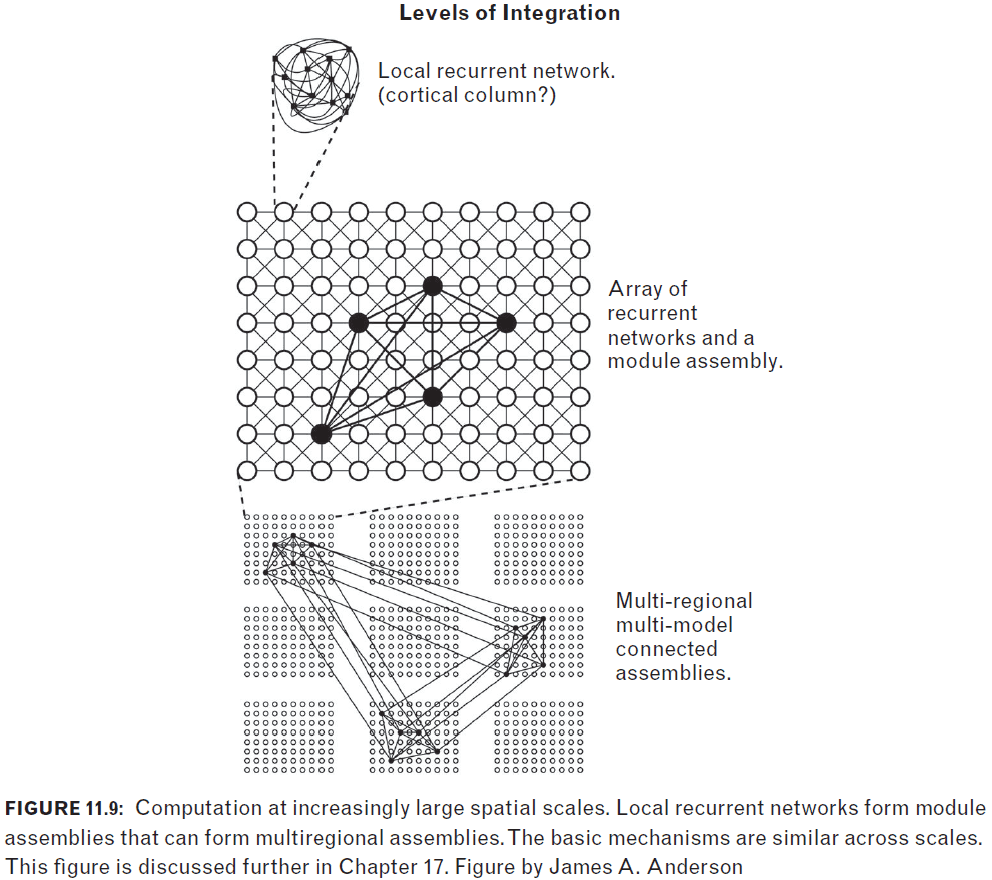 Levels of Integration
Local recurrent network.
(cortical column?)
Array of
recurrent
networks and a
module assembly.
Multi-regional
multi-model
connected
assemblies.
FIGURE 11.9: Computation at increasingly large spatial scales. Local recurrent networks form module
assemblies that can form multiregional assemblies. The basic mechanisms are similar across scales.
This figure is discussed further in Chapter 17. Figure by James A. Anderson